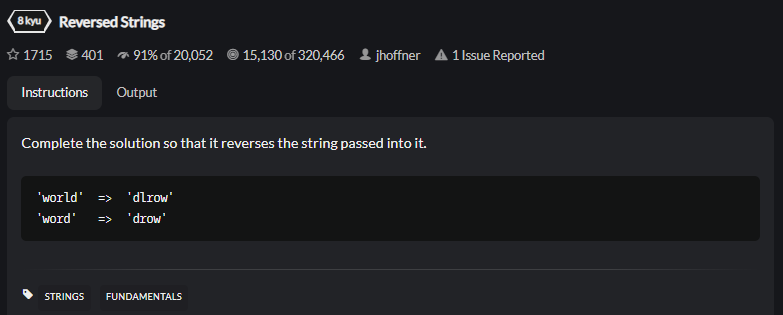 8 kyu Reversed Strings
1715 401 91% of 20,052 15,130 of 320,466 jhoffner 1 Issue Reported
Instructions Output
Complete the solution so that it reverses the string passed into it.
'world'  =>  'dlrow'
'word'   =>  'drow'
STRINGS FUNDAMENTALS